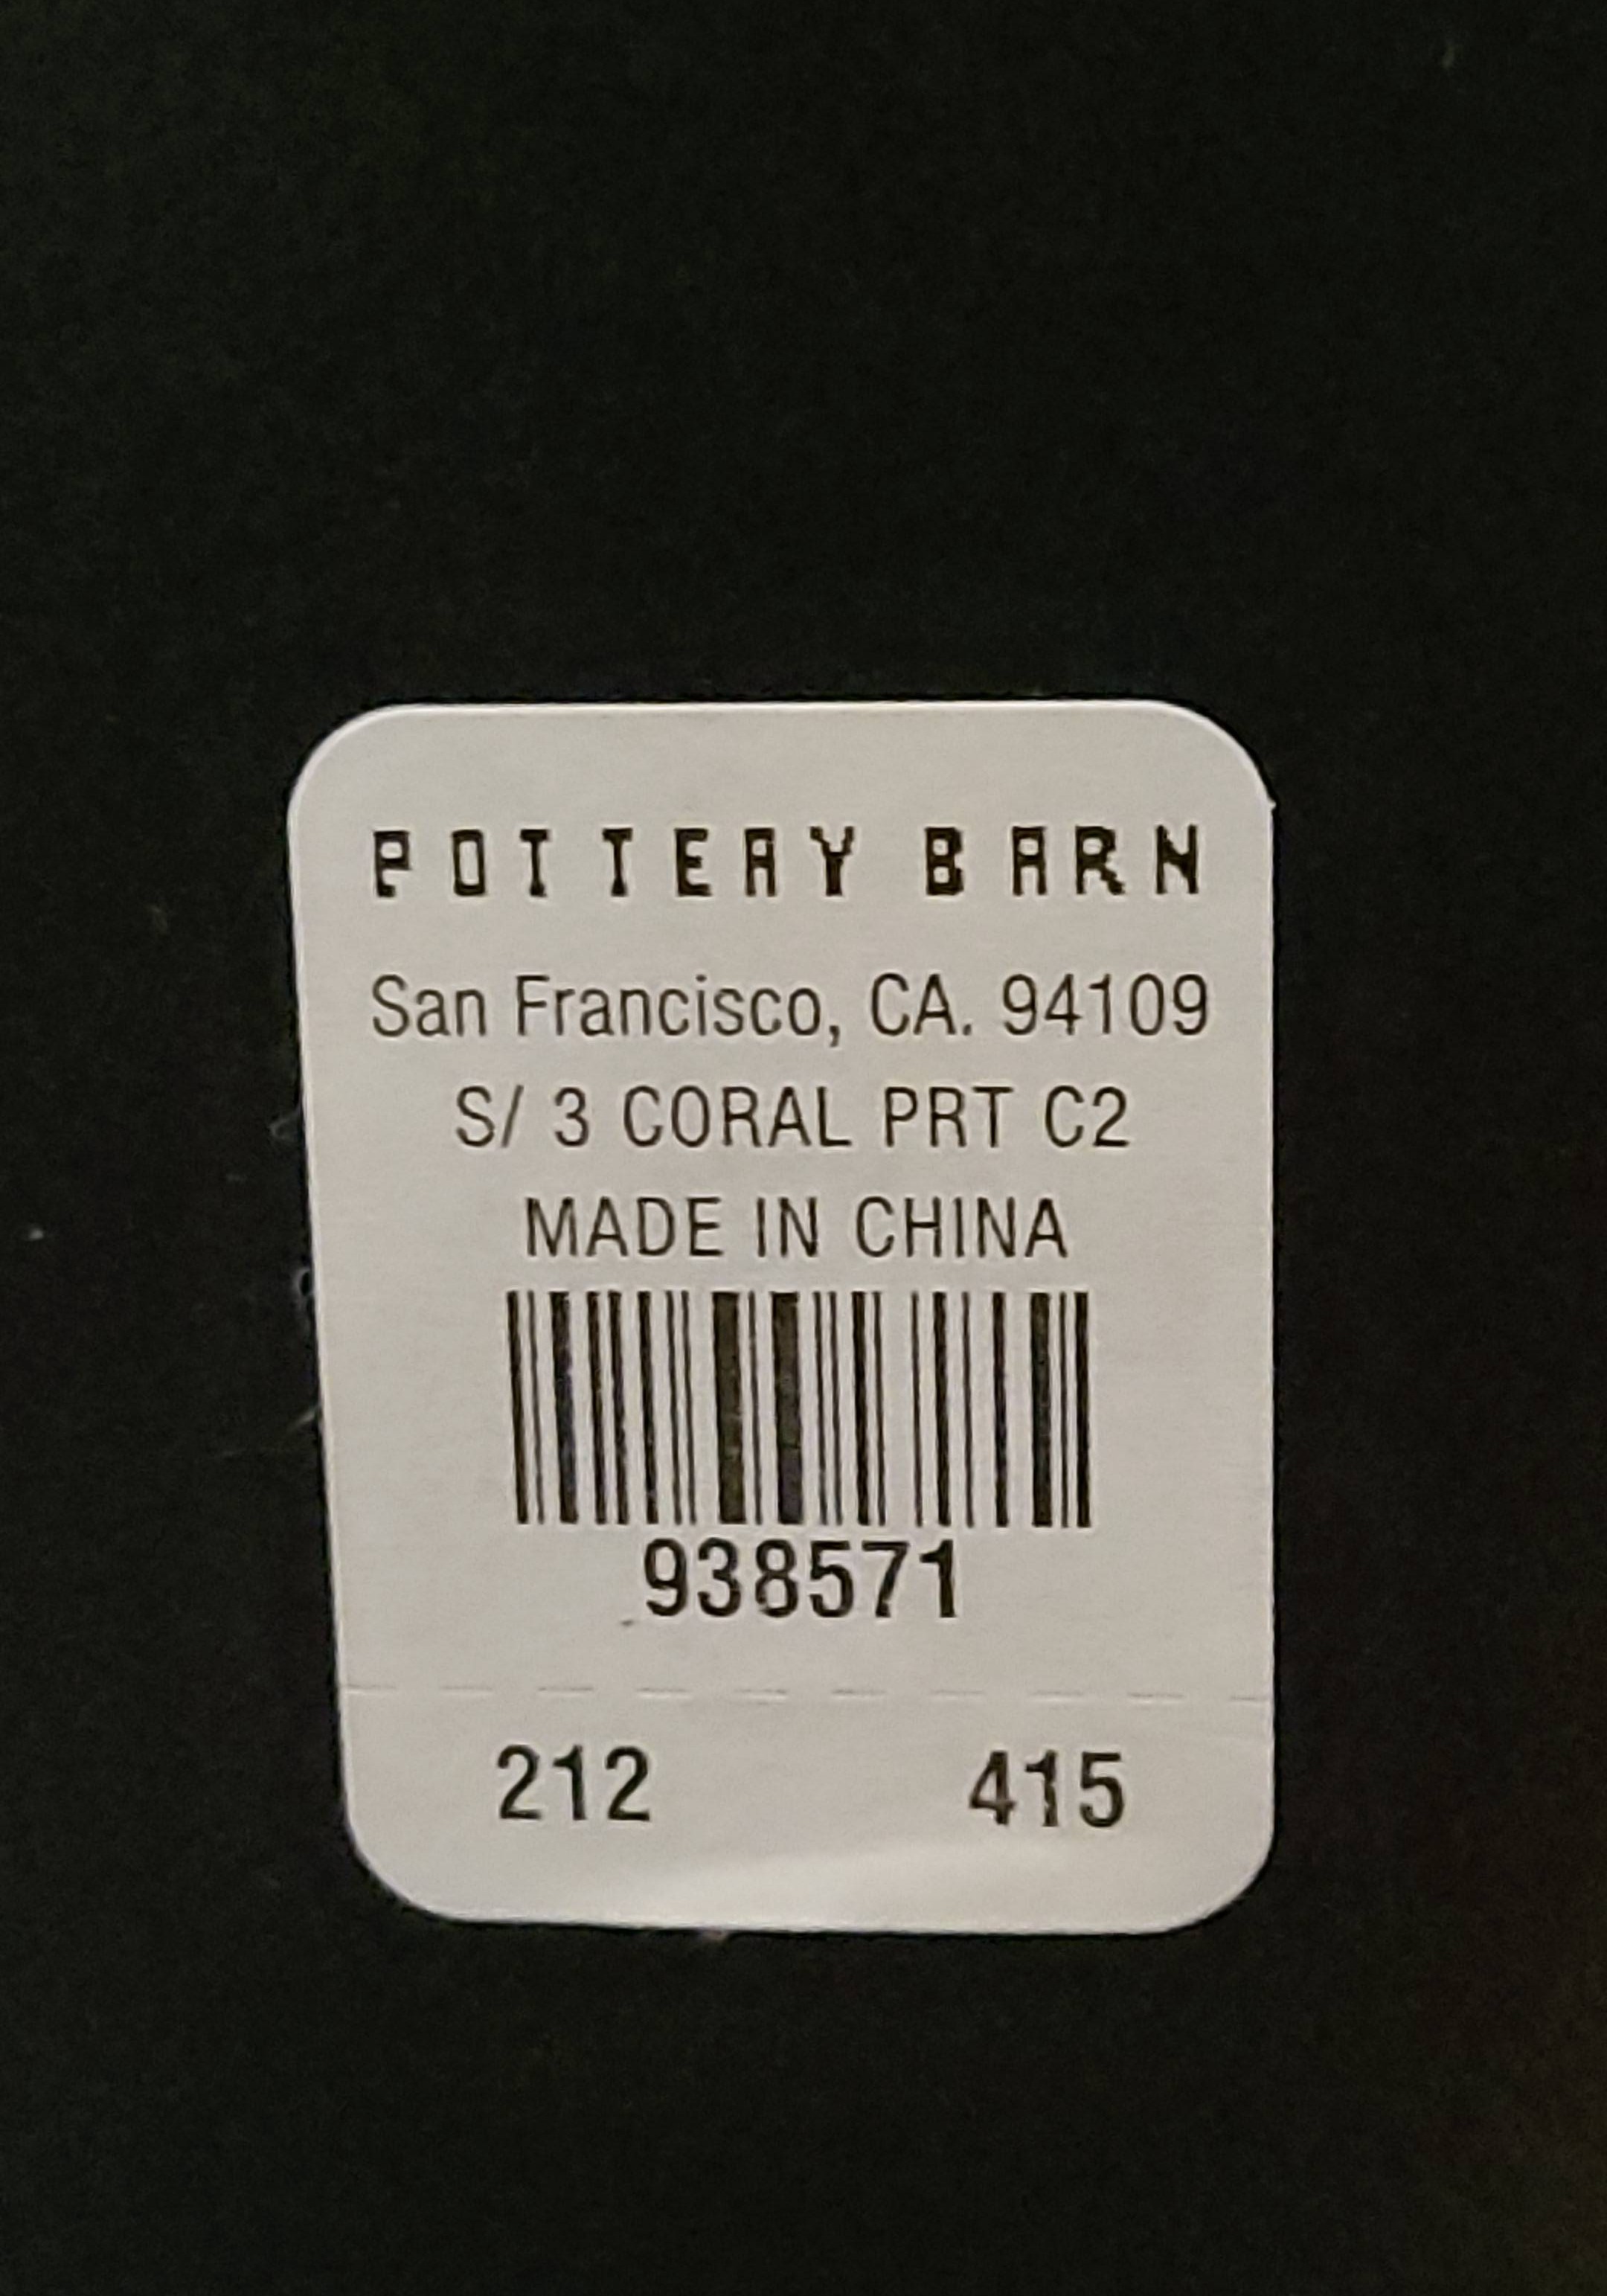 POTTERY BARN
San Francisco, CA. 94109
S/ 3 CORAL PRT C2
MADE IN CHINA
938571
212 415